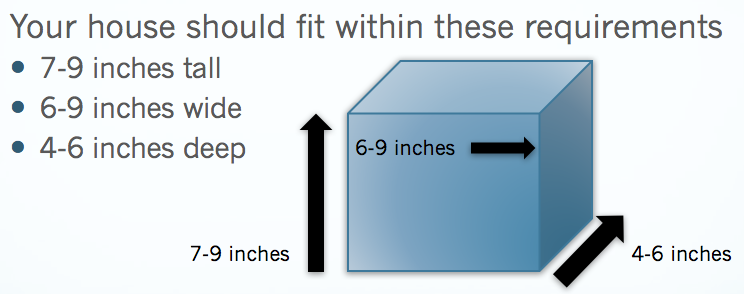 Your house should fit within these requirements
• 7-9 inches tall
• 6-9 inches wide
• 4-6 inches deep
6-9 inches
7-9 inches
4-6 inches